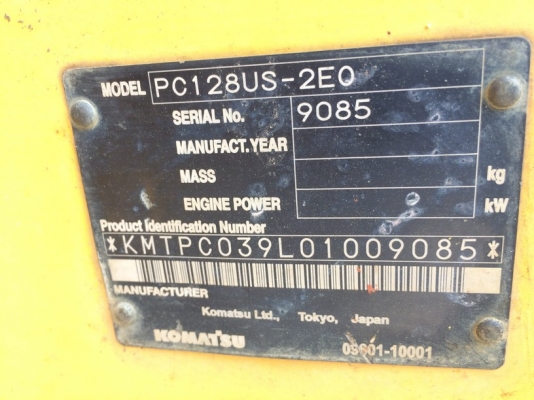 MODEL PC128US-2E0
SERIAL No. 9085
MANUFACT.YEAR
MASS kg
ENGINE POWER kW
Product Identification Number
*KMTPC039L01009085*
MANUFACTURER
Komatsu Ltd., Tokyo, Japan
KOMATSU 09601-10001